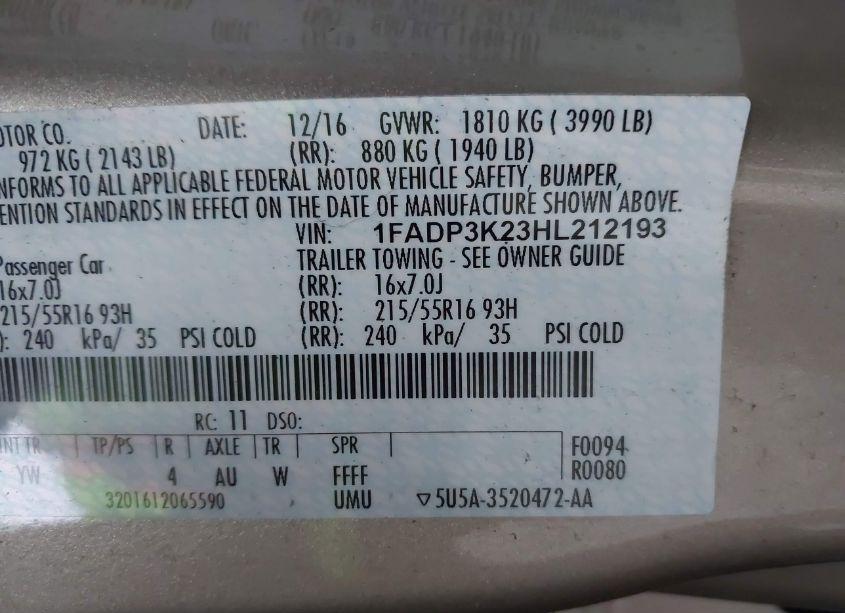 OTOR CO. DATE: 12/16 GVWR: 1810 KG ( 3990 LB)
972 KG ( 2143 LB) (RR): 880 KG ( 1940 LB)
NFORMS TO ALL APPLICABLE FEDERAL MOTOR VEHICLE SAFETY, BUMPER,
ENTION STANDARDS IN EFFECT ON THE DATE OF MANUFACTURE SHOWN ABOVE.
VIN: 1FADP3K23HL212193
Passenger Car TRAILER TOWING - SEE OWNER GUIDE
16x7.0J (RR): 16x7.0J
215/55R16 93H (RR): 215/55R16 93H
): 240 kPa/ 35 PSI COLD (RR): 240 kPa/ 35 PSI COLD
RC: 11 DSO:
INT TR TP/PS R AXLE TR SPR F0094
YW 4 AU W FFFF R0080
3201612065590 UMU ▽5U5A-3520472-AA